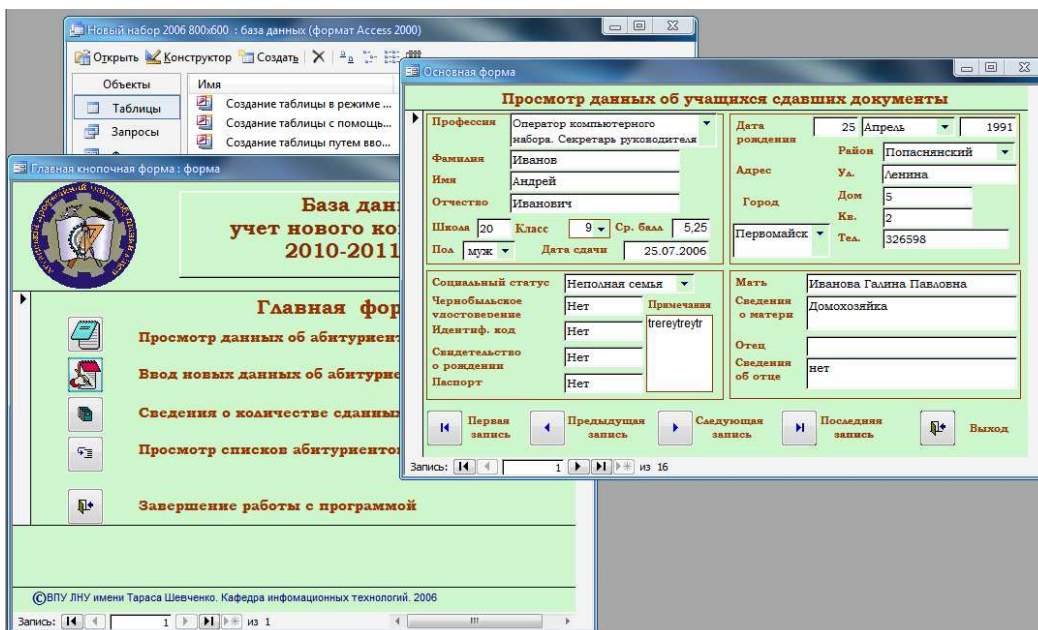 Новый набор 2006 800x600 : база данных (формат Access 2000)
Открыть Конструктор Создать
Объекты
Имя
Таблицы
Запросы
Создание таблицы в режиме ...
Создание таблицы с помощь...
Создание таблицы путем вво...
Главная кнопочная форма : форма
База дан
учет нового ко
2010-2011
Главная фор
Просмотр данных об абитуриент
Ввод новых данных об абитурие
Сведения о количестве сданны
Просмотр списков абитуриенто
Завершение работы с программой
©ВПУ ЛНУ имени Тараса Шевченко. Кафедра инфомационных технологий. 2006
Запись: 1 из 1
Основная форма
Просмотр данных об учащихся сдавших документы
Профессия Оператор компьютерного
набора. Секретарь руководителя
Фамилия Иванов
Имя Андрей
Отчество Иванович
Школа 20 Класс 9 Ср. балл 5,25
Пол муж Дата сдачи 25.07.2006
Дата
рождения
25 Апрель 1991
Адрес
Район Попаснянский
Ул. Ленина
Город
Дом 5
Кв. 2
Первомайск
Тел. 326598
Социальный статус Неполная семья
Чернобыльское
удостоверение
Нет
Примечания
trereytreytr
Идентиф. код Нет
Свидетельство
о рождении
Нет
Паспорт Нет
Мать Иванова Галина Павловна
Сведения
о матери
Домохозяйка
Отец
Сведения
об отце
нет
Первая
запись
Предыдущая
запись
Следующая
запись
Последняя
запись
Выход
Запись: 1 из 16